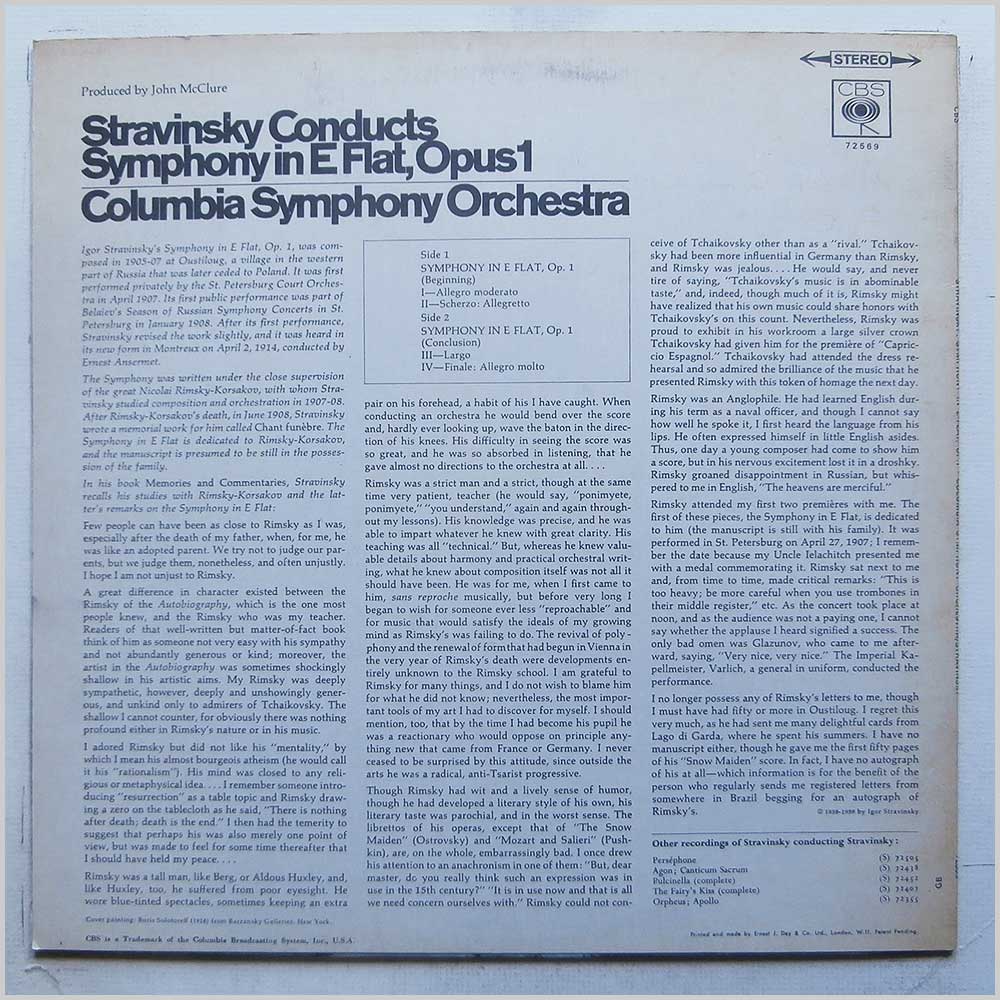 Produced by John McClure
STEREO
CBS
72569
Stravinsky Conducts
Symphony in E Flat, Opus 1
Columbia Symphony Orchestra
Igor Stravinsky's Symphony in E Flat, Op. 1, was com-
posed in 1905-07 at Oustiloug, a village in the western
part of Russia that was later ceded to Poland. It was first
performed privately by the St. Petersburg Court Orches-
tra in April 1907. Its first public performance was part of
Belaiev's Season of Russian Symphony Concerts in St.
Petersburg in January 1908. After its first performance,
Stravinsky revised the work slightly, and it was heard in
its new form in Montreux on April 2, 1914, conducted by
Ernest Ansermet.
The Symphony was written under the close supervision
of the great Nicolai Rimsky-Korsakov, with whom Stra-
vinsky studied composition and orchestration in 1907-08.
After Rimsky-Korsakov's death, in June 1908, Stravinsky
wrote a memorial work for him called Chant funèbre. The
Symphony in E Flat is dedicated to Rimsky-Korsakov,
and the manuscript is presumed to be still in the posses-
sion of the family.
In his book Memories and Commentaries, Stravinsky
recalls his studies with Rimsky-Korsakov and the lat-
ter's remarks on the Symphony in E Flat:
Few people can have been as close to Rimsky as I was,
especially after the death of my father, when, for me, he
was like an adopted parent. We try not to judge our par-
ents, but we judge them, nonetheless, and often unjustly.
I hope I am not unjust to Rimsky.
A great difference in character existed between the
Rimsky of the Autobiography, which is the one most
people knew, and the Rimsky who was my teacher.
Readers of that well-written but matter-of-fact book
think of him as someone not very easy with his sympathy
and not abundantly generous or kind; moreover, the
artist in the Autobiography was sometimes shockingly
shallow in his artistic aims. My Rimsky was deeply
sympathetic, however, deeply and unshowingly gener-
ous, and unkind only to admirers of Tchaikovsky. The
shallow I cannot counter, for obviously there was nothing
profound either in Rimsky's nature or in his music.
I adored Rimsky but did not like his "mentality," by
which I mean his almost bourgeois atheism (he would call
it his "rationalism"). His mind was closed to any reli-
gious or metaphysical idea. . . . I remember someone intro-
ducing "resurrection" as a table topic and Rimsky draw-
ing a zero on the tablecloth as he said, "There is nothing
after death; death is the end." I then had the temerity to
suggest that perhaps his was also merely one point of
view, but was made to feel for some time thereafter that
I should have held my peace. . . .
Rimsky was a tall man, like Berg, or Aldous Huxley, and,
like Huxley, too, he suffered from poor eyesight. He
wore blue-tinted spectacles, sometimes keeping an extra
Side 1
SYMPHONY IN E FLAT, Op. 1
(Beginning)
I—Allegro moderato
II—Scherzo: Allegretto
Side 2
SYMPHONY IN E FLAT, Op. 1
(Conclusion)
III—Largo
IV—Finale: Allegro molto
pair on his forehead, a habit of his I have caught. When
conducting an orchestra he would bend over the score
and, hardly ever looking up, wave the baton in the direc-
tion of his knees. His difficulty in seeing the score was
so great, and he was so absorbed in listening, that he
gave almost no directions to the orchestra at all. . . .
Rimsky was a strict man and a strict, though at the same
time very patient, teacher (he would say, "ponimyete,
ponimyete," "you understand," again and again through-
out my lessons). His knowledge was precise, and he was
able to impart whatever he knew with great clarity. His
teaching was all "technical." But, whereas he knew valu-
able details about harmony and practical orchestral writ-
ing, what he knew about composition itself was not all it
should have been. He was for me, when I first came to
him, sans reproche musically, but before very long I
began to wish for someone ever less "reproachable" and
for music that would satisfy the ideals of my growing
mind as Rimsky's was failing to do. The revival of poly-
phony and the renewal of form that had begun in Vienna in
the very year of Rimsky's death were developments en-
tirely unknown to the Rimsky school. I am grateful to
Rimsky for many things, and I do not wish to blame him
for what he did not know; nevertheless, the most impor-
tant tools of my art I had to discover for myself. I should
mention, too, that by the time I had become his pupil he
was a reactionary who would oppose on principle any-
thing new that came from France or Germany. I never
ceased to be surprised by this attitude, since outside the
arts he was a radical, anti-Tsarist progressive.
Though Rimsky had wit and a lively sense of humor,
though he had developed a literary style of his own, his
literary taste was parochial, and in the worst sense. The
librettos of his operas, except that of "The Snow
Maiden" (Ostrovsky) and "Mozart and Salieri" (Push-
kin), are, on the whole, embarrassingly bad. I once drew
his attention to an anachronism in one of them: "But, dear
master, do you really think such an expression was in
use in the 15th century?" "It is in use now and that is all
we need concern ourselves with." Rimsky could not con-
ceive of Tchaikovsky other than as a "rival." Tchaikov-
sky had been more influential in Germany than Rimsky,
and Rimsky was jealous. . . . He would say, and never
tire of saying, "Tchaikovsky's music is in abominable
taste," and, indeed, though much of it is, Rimsky might
have realized that his own music could share honors with
Tchaikovsky's on this count. Nevertheless, Rimsky was
proud to exhibit in his workroom a large silver crown
Tchaikovsky had given him for the première of "Capric-
cio Espagnol." Tchaikovsky had attended the dress re-
hearsal and so admired the brilliance of the music that he
presented Rimsky with this token of homage the next day.
Rimsky was an Anglophile. He had learned English dur-
ing his term as a naval officer, and though I cannot say
how well he spoke it, I first heard the language from his
lips. He often expressed himself in little English asides.
Thus, one day a young composer had come to show him
a score, but in his nervous excitement lost it in a droshky.
Rimsky groaned disappointment in Russian, but whis-
pered to me in English, "The heavens are merciful."
Rimsky attended my first two premières with me. The
first of these pieces, the Symphony in E Flat, is dedicated
to him (the manuscript is still with his family). It was
performed in St. Petersburg on April 27, 1907; I remem-
ber the date because my Uncle Ielachitch presented me
with a medal commemorating it. Rimsky sat next to me
and, from time to time, made critical remarks: "This is
too heavy; be more careful when you use trombones in
their middle register," etc. As the concert took place at
noon, and as the audience was not a paying one, I cannot
say whether the applause I heard signified a success. The
only bad omen was Glazunov, who came to me after-
ward, saying, "Very nice, very nice." The Imperial Ka-
pellmeister, Varlich, a general in uniform, conducted the
performance.
I no longer possess any of Rimsky's letters to me, though
I must have had fifty or more in Oustiloug. I regret this
very much, as he had sent me many delightful cards from
Lago di Garda, where he spent his summers. I have no
manuscript either, though he gave me the first fifty pages
of his "Snow Maiden" score. In fact, I have no autograph
of his at all—which information is for the benefit of the
person who regularly sends me registered letters from
somewhere in Brazil begging for an autograph of
Rimsky's.
by Igor Stravinsky
Other recordings of Stravinsky conducting Stravinsky:
Perséphone (S) 72505
Agon; Canticum Sacrum (S) 72438
Pulcinella (complete) (S) 72452
The Fairy's Kiss (complete) (S) 72407
Orpheus; Apollo (S) 72355
GB
CBS
Cover painting: Boris Solotoreff from Barzansky Galleries, New York.
CBS is a Trademark of the Columbia Broadcasting System, Inc., U.S.A.
Printed and made by Ernest J. Day & Co. Ltd., London, W.11. Patent Pending.